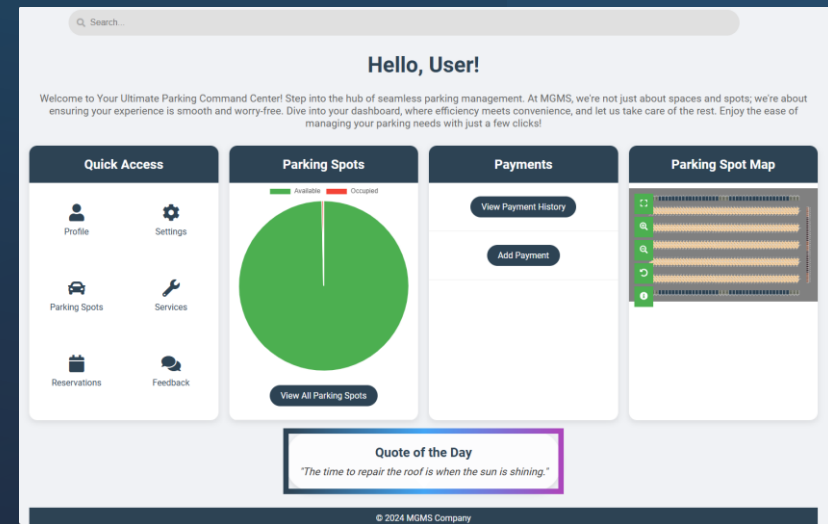 Search...
Hello, User!
Welcome to Your Ultimate Parking Command Center! Step into the hub of seamless parking management. At MGMS, we're not just about spaces and spots; we're about
ensuring your experience is smooth and worry-free. Dive into your dashboard, where efficiency meets convenience, and let us take care of the rest. Enjoy the ease of
managing your parking needs with just a few clicks!
Quick Access
Profile
Settings
Parking Spots
Services
Reservations
Feedback
Parking Spots
Available
Occupied
View All Parking Spots
Payments
View Payment History
Add Payment
Parking Spot Map
Quote of the Day
"The time to repair the roof is when the sun is shining."
© 2024 MGMS Company